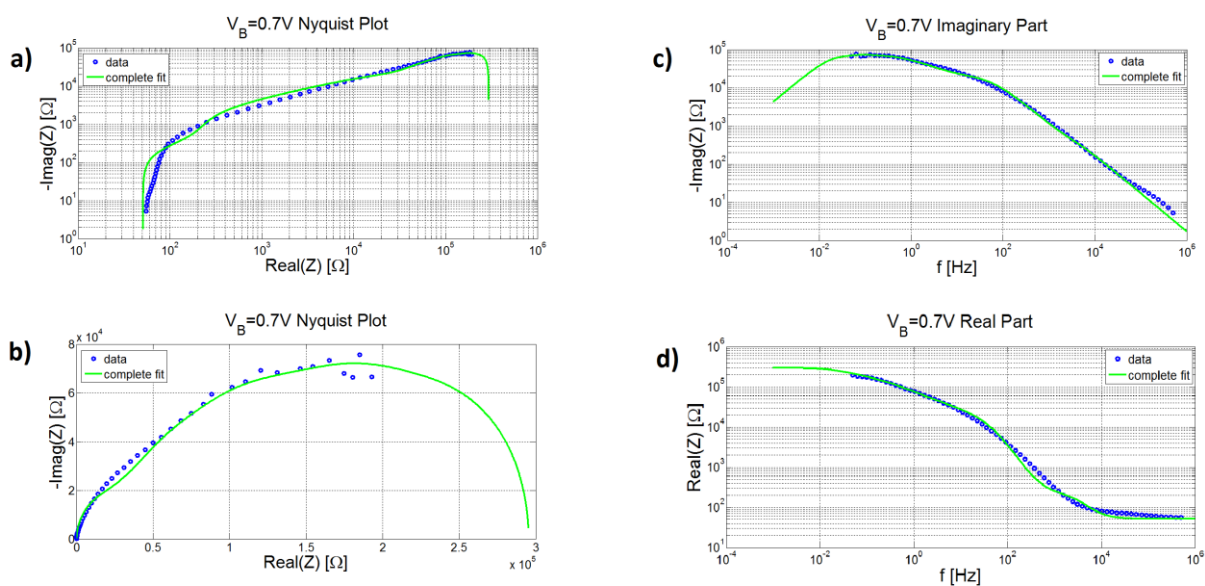 a)
V_B=0.7V Nyquist Plot
10^5
10^4
10^3
10^2
10^1
10^0
-Imag(Z) [Ω]
data
complete fit
10^1 10^2 10^3 10^4 10^5 10^6
Real(Z) [Ω]
c)
V_B=0.7V Imaginary Part
10^5
10^4
10^3
10^2
10^1
10^0
-Imag(Z) [Ω]
data
complete fit
10^-4 10^-2 10^0 10^2 10^4 10^6
f [Hz]
b)
V_B=0.7V Nyquist Plot
x 10^4
8
6
4
2
0
-Imag(Z) [Ω]
data
complete fit
0 0.5 1 1.5 2 2.5 3
x 10^5
Real(Z) [Ω]
d)
V_B=0.7V Real Part
10^6
10^5
10^4
10^3
10^2
10^1
Real(Z) [Ω]
data
complete fit
10^-4 10^-2 10^0 10^2 10^4 10^6
f [Hz]